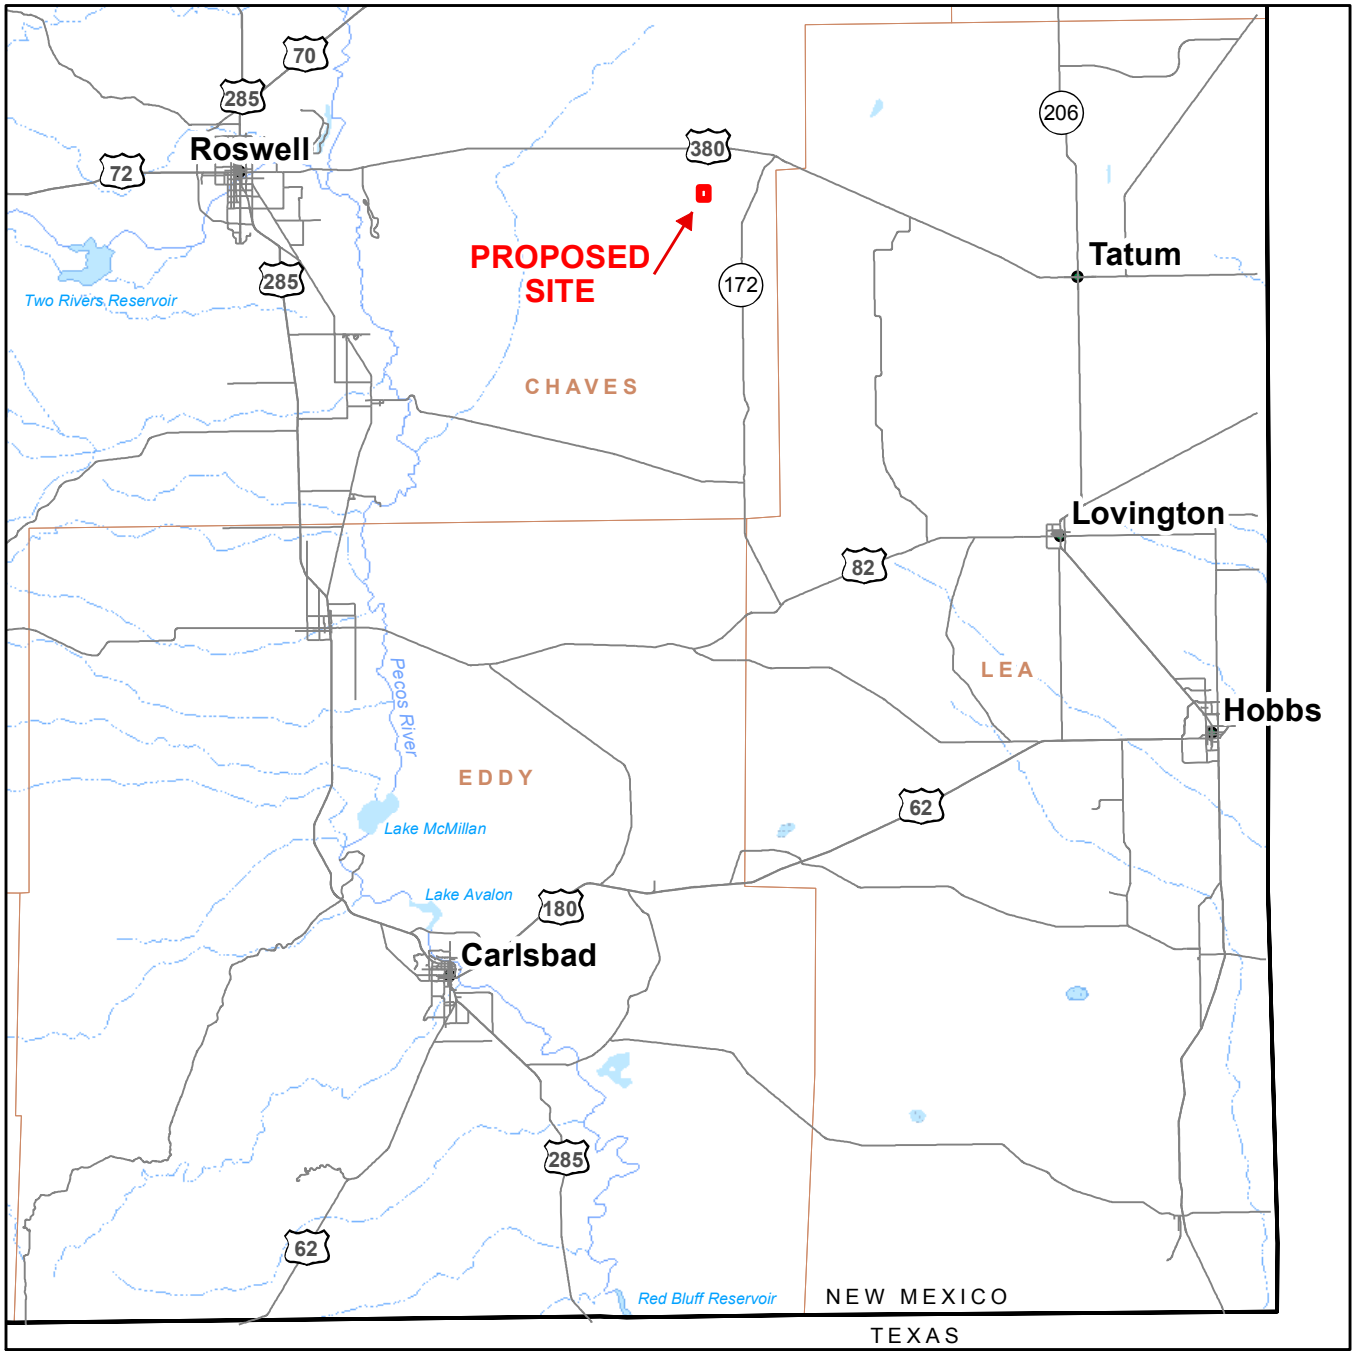 70
285
206
Roswell
380
72
PROPOSED
SITE
Tatum
285
172
Two Rivers Reservoir
CHAVES
Lovington
82
Pecos River
LEA
Hobbs
EDDY
62
Lake McMillan
Lake Avalon
180
Carlsbad
285
62
Red Bluff Reservoir
NEW MEXICO
TEXAS